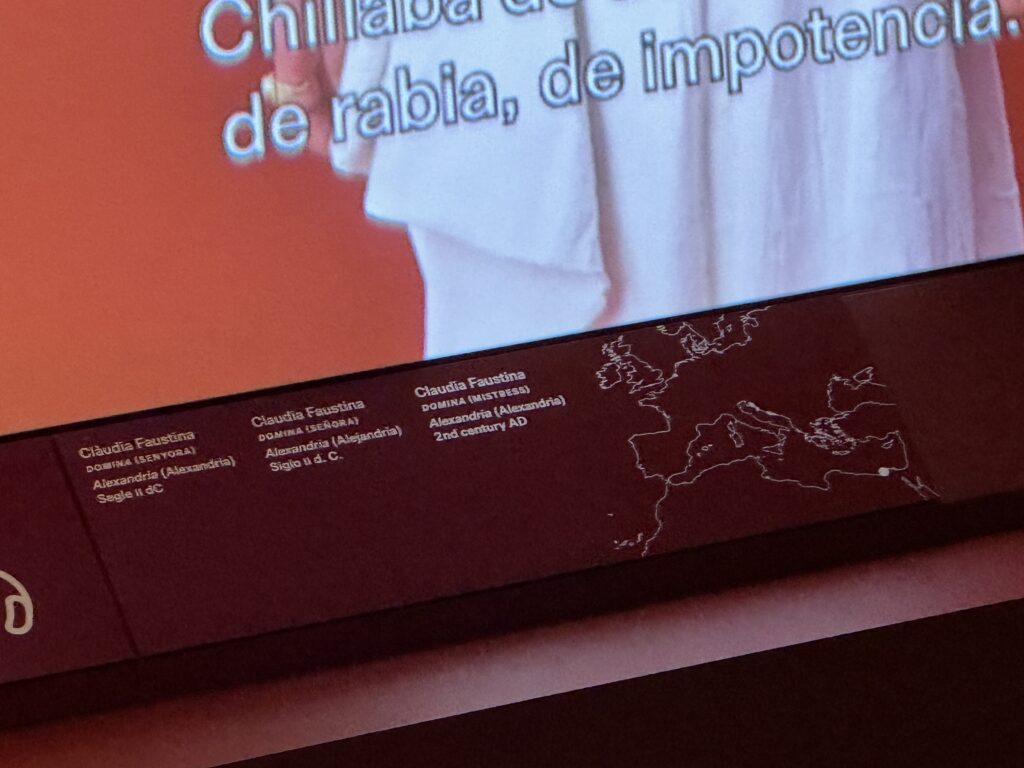 Chillaba de
de rabia, de impotencia.
Clàudia Faustina
DOMINA (SENYORA)
Alexandria (Alexandria)
Segle II dC
Claudia Faustina
DOMINA (SEÑORA)
Alexandria (Alejandría)
Siglo II d. C.
Claudia Faustina
DOMINA (MISTRESS)
Alexandria (Alexandria)
2nd century AD